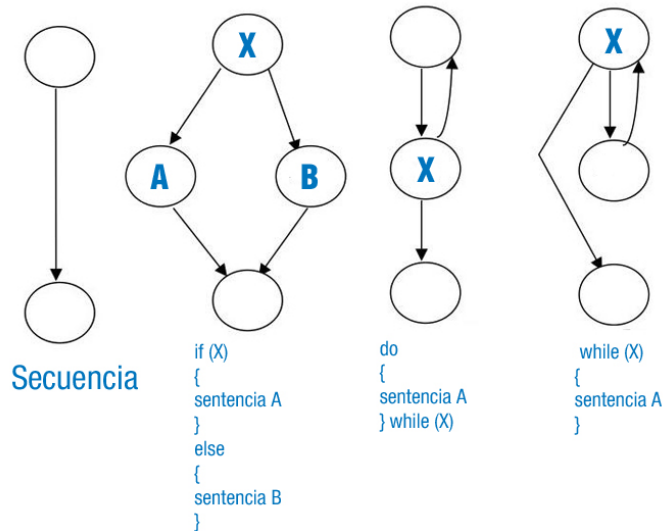 X
A
B
X
X
Secuencia
if (X)
{
sentencia A
}
else
{
sentencia B
}
do
{
sentencia A
} while (X)
while (X)
{
sentencia A
}